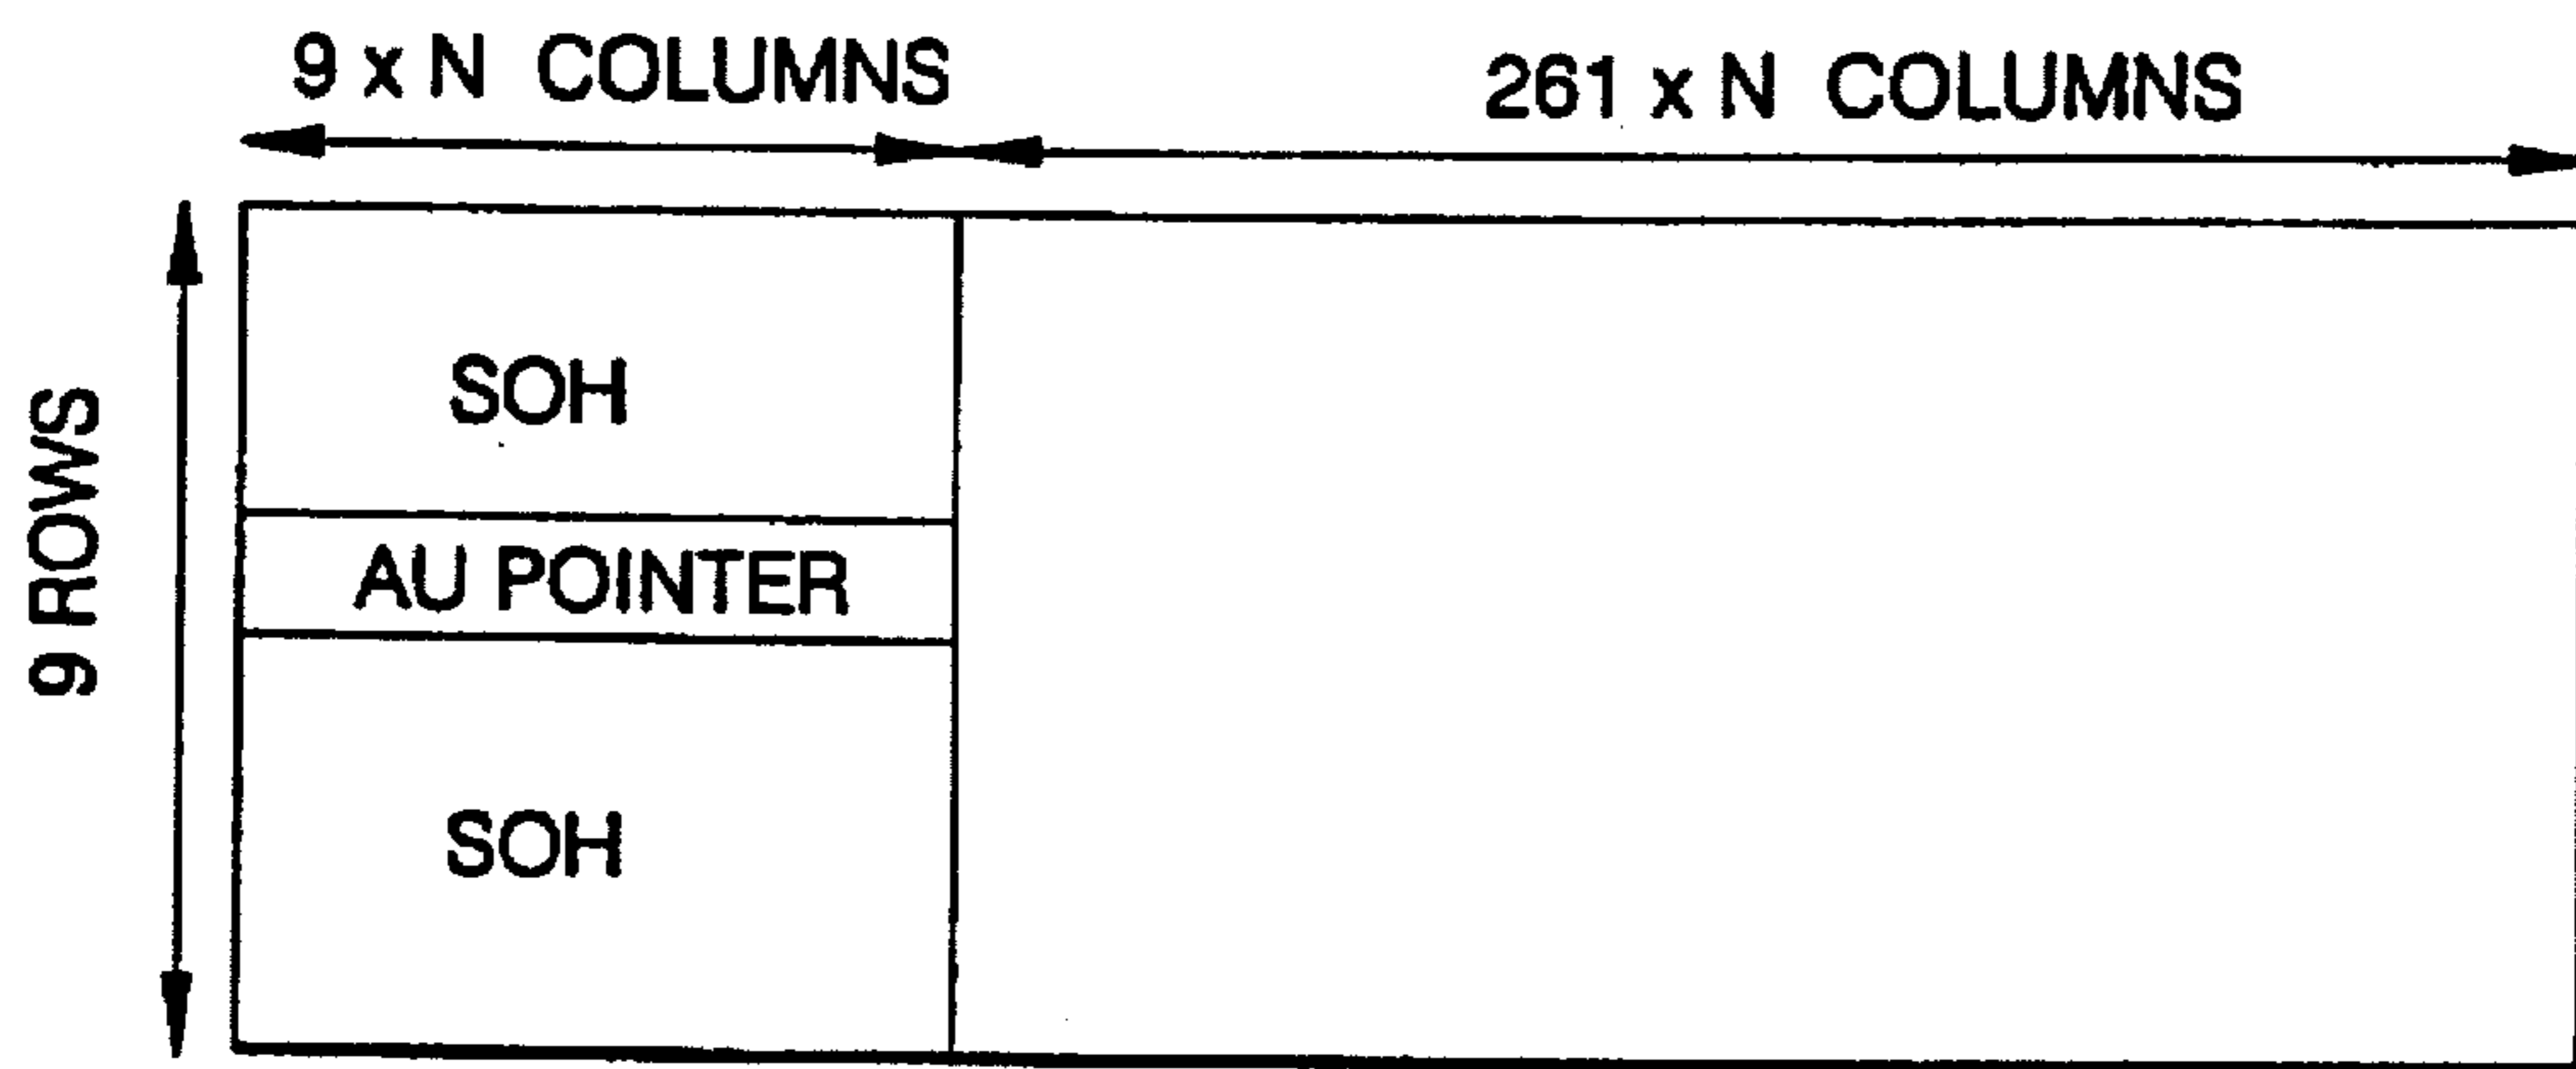 9 x N COLUMNS
261 x N COLUMNS
9 ROWS
SOH
AU POINTER
SOH